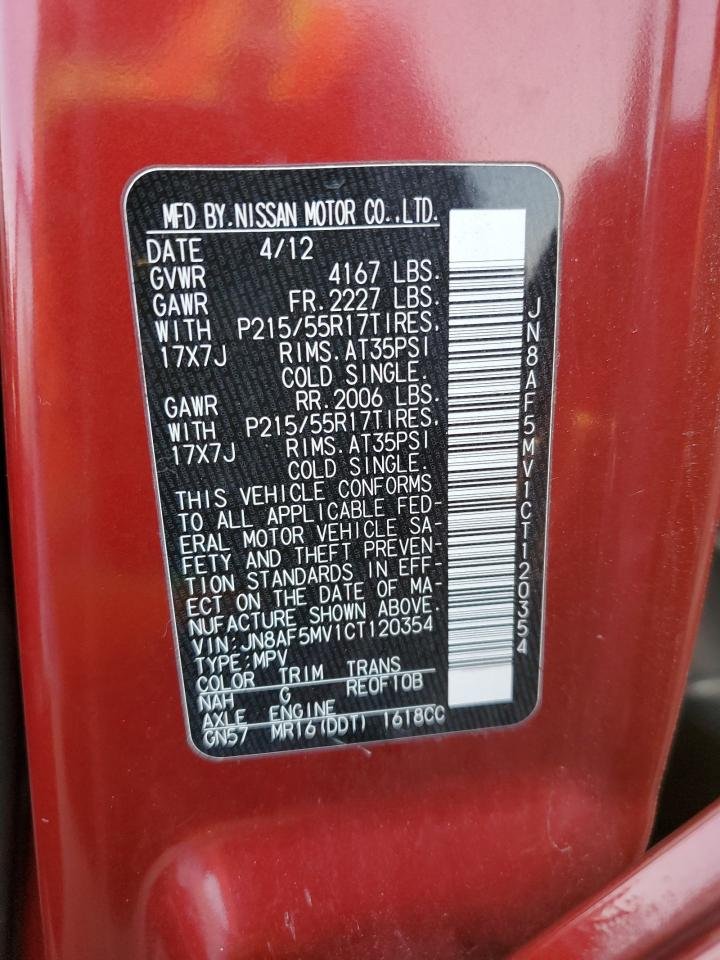 MFD BY.NISSAN MOTOR CO.,LTD.
DATE 4/12
GVWR 4167 LBS.
GAWR FR.2227 LBS.
WITH P215/55R17TIRES,
17X7J RIMS.AT35PSI
COLD SINGLE.
GAWR RR.2006 LBS.
WITH P215/55R17TIRES,
17X7J RIMS.AT35PSI
COLD SINGLE.
THIS VEHICLE CONFORMS
TO ALL APPLICABLE FED-
ERAL MOTOR VEHICLE SA-
FETY AND THEFT PREVEN-
TION STANDARDS IN EFF-
ECT ON THE DATE OF MA-
NUFACTURE SHOWN ABOVE.
VIN:JN8AF5MV1CT120354
TYPE:MPV
COLOR TRIM TRANS
NAH G RE0F10B
AXLE ENGINE
GN57 MR16(DDT) 1618CC
JN8AF5MV1CT120354